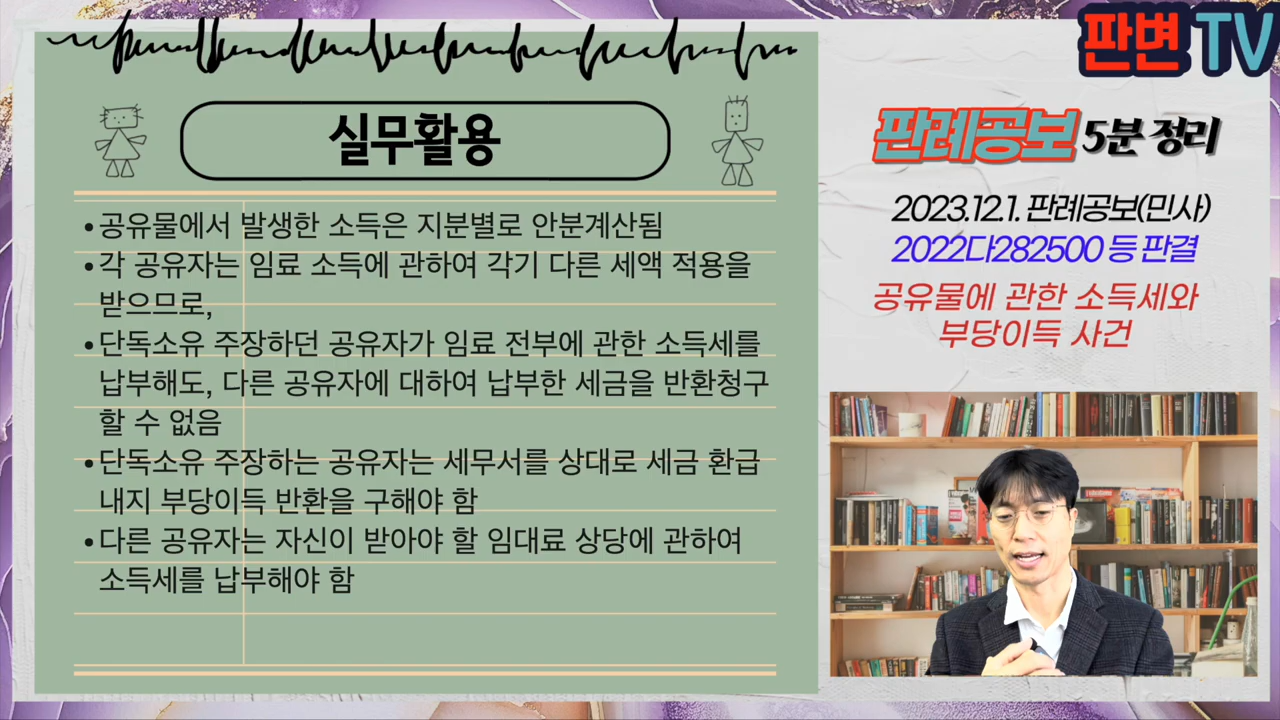 판변 TV
실무활용
• 공유물에서 발생한 소득은 지분별로 안분계산됨
• 각 공유자는 임료 소득에 관하여 각기 다른 세액 적용을
받으므로,
• 단독소유 주장하던 공유자가 임료 전부에 관한 소득세를
납부해도, 다른 공유자에 대하여 납부한 세금을 반환청구
할 수 없음
• 단독소유 주장하는 공유자는 세무서를 상대로 세금 환급
내지 부당이득 반환을 구해야 함
• 다른 공유자는 자신이 받아야 할 임대료 상당에 관하여
소득세를 납부해야 함
판례공보 5분 정리
2023.12.1. 판례공보(민사)
2022다282500 등 판결
공유물에 관한 소득세와
부당이득 사건